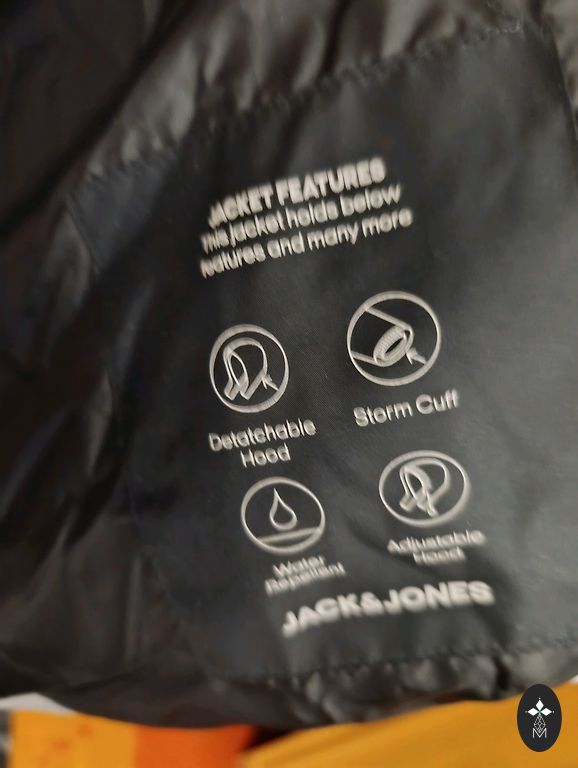 JACKET FEATURES
this jacket holds below
features and many more
Detatchable
Hood
Storm Cuff
Water
Repellent
Adjustable
Hood
JACK&JONES
M